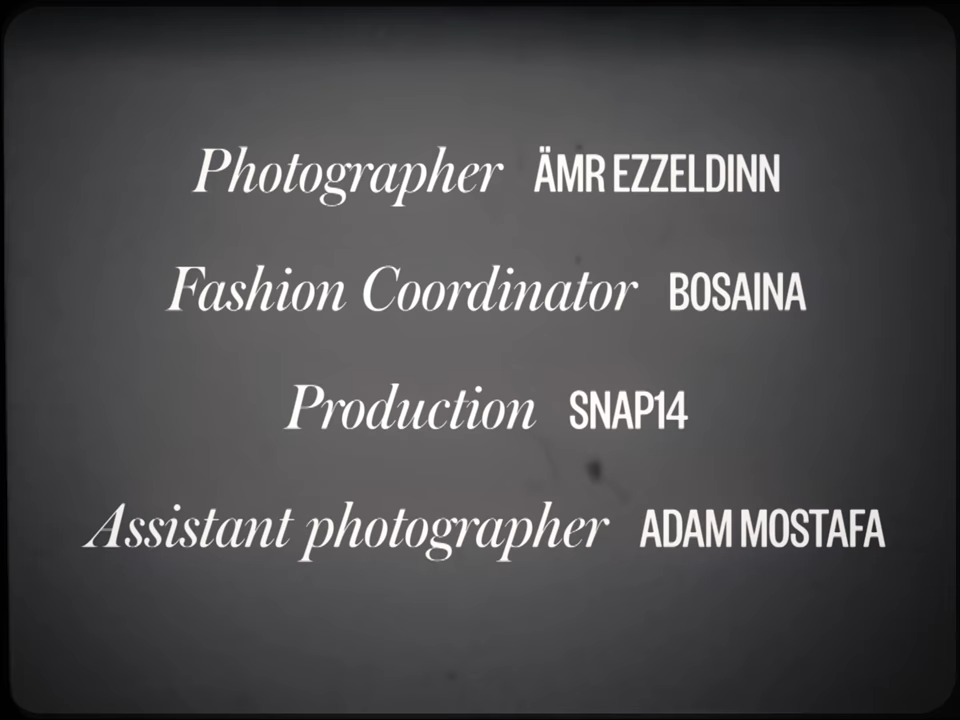 Photographer ÄMR EZZELDINN
Fashion Coordinator BOSAINA
Production SNAP14
Assistant photographer ADAM MOSTAFA